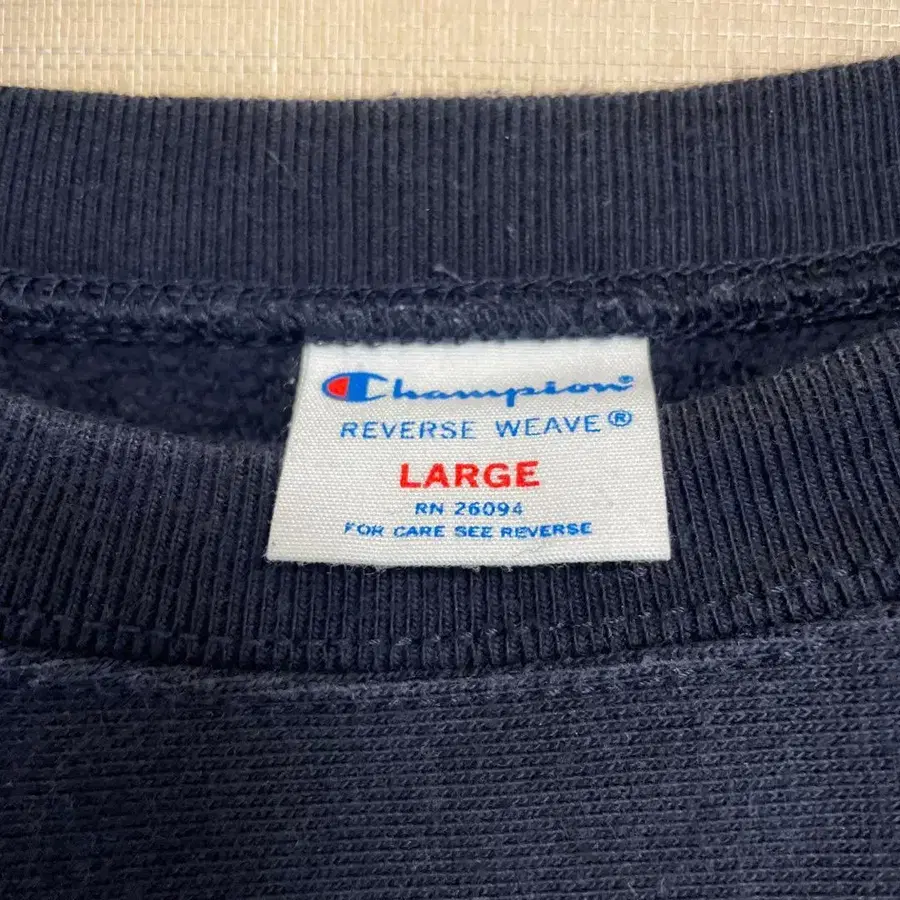 Champion®
REVERSE WEAVE®
LARGE
RN 26094
FOR CARE SEE REVERSE